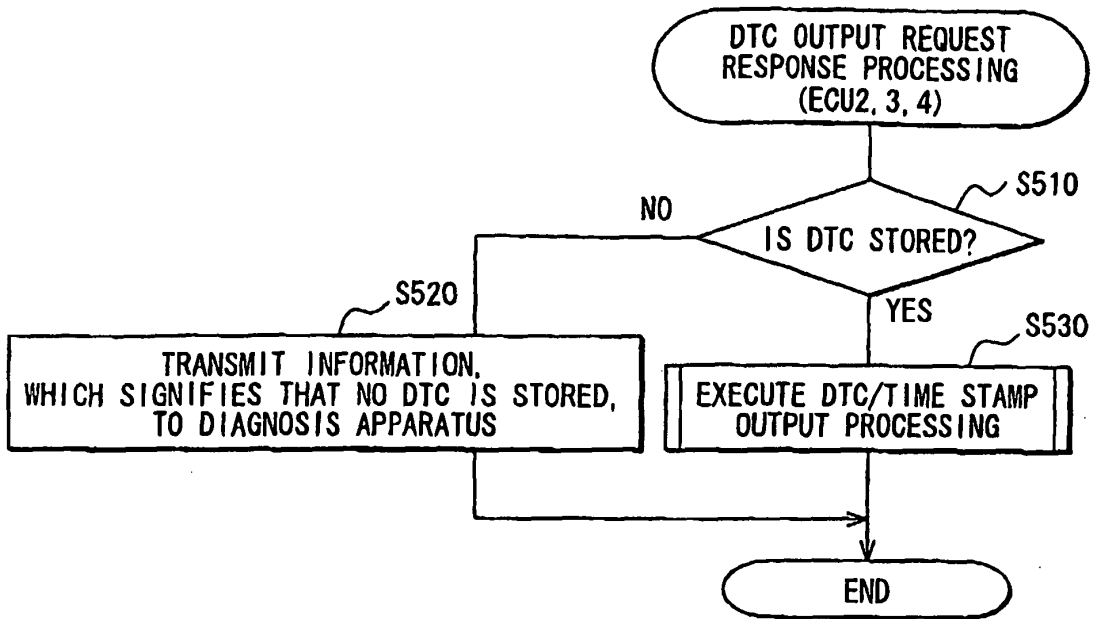 DTC OUTPUT REQUEST
RESPONSE PROCESSING
(ECU2, 3, 4)
S510
NO
IS DTC STORED?
S520
YES
S530
TRANSMIT INFORMATION,
WHICH SIGNIFIES THAT NO DTC IS STORED,
TO DIAGNOSIS APPARATUS
EXECUTE DTC/TIME STAMP
OUTPUT PROCESSING
END